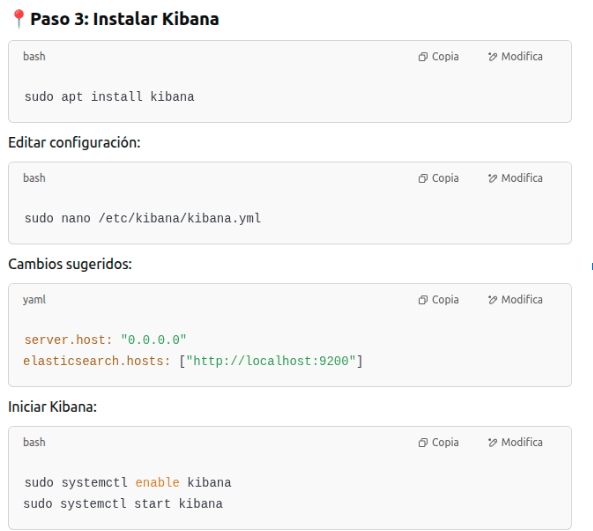 📍 Paso 3: Instalar Kibana
bash
Copia
Modifica
sudo apt install kibana
Editar configuración:
bash
Copia
Modifica
sudo nano /etc/kibana/kibana.yml
Cambios sugeridos:
yaml
Copia
Modifica
server.host: "0.0.0.0"
elasticsearch.hosts: ["http://localhost:9200"]
Iniciar Kibana:
bash
Copia
Modifica
sudo systemctl enable kibana
sudo systemctl start kibana